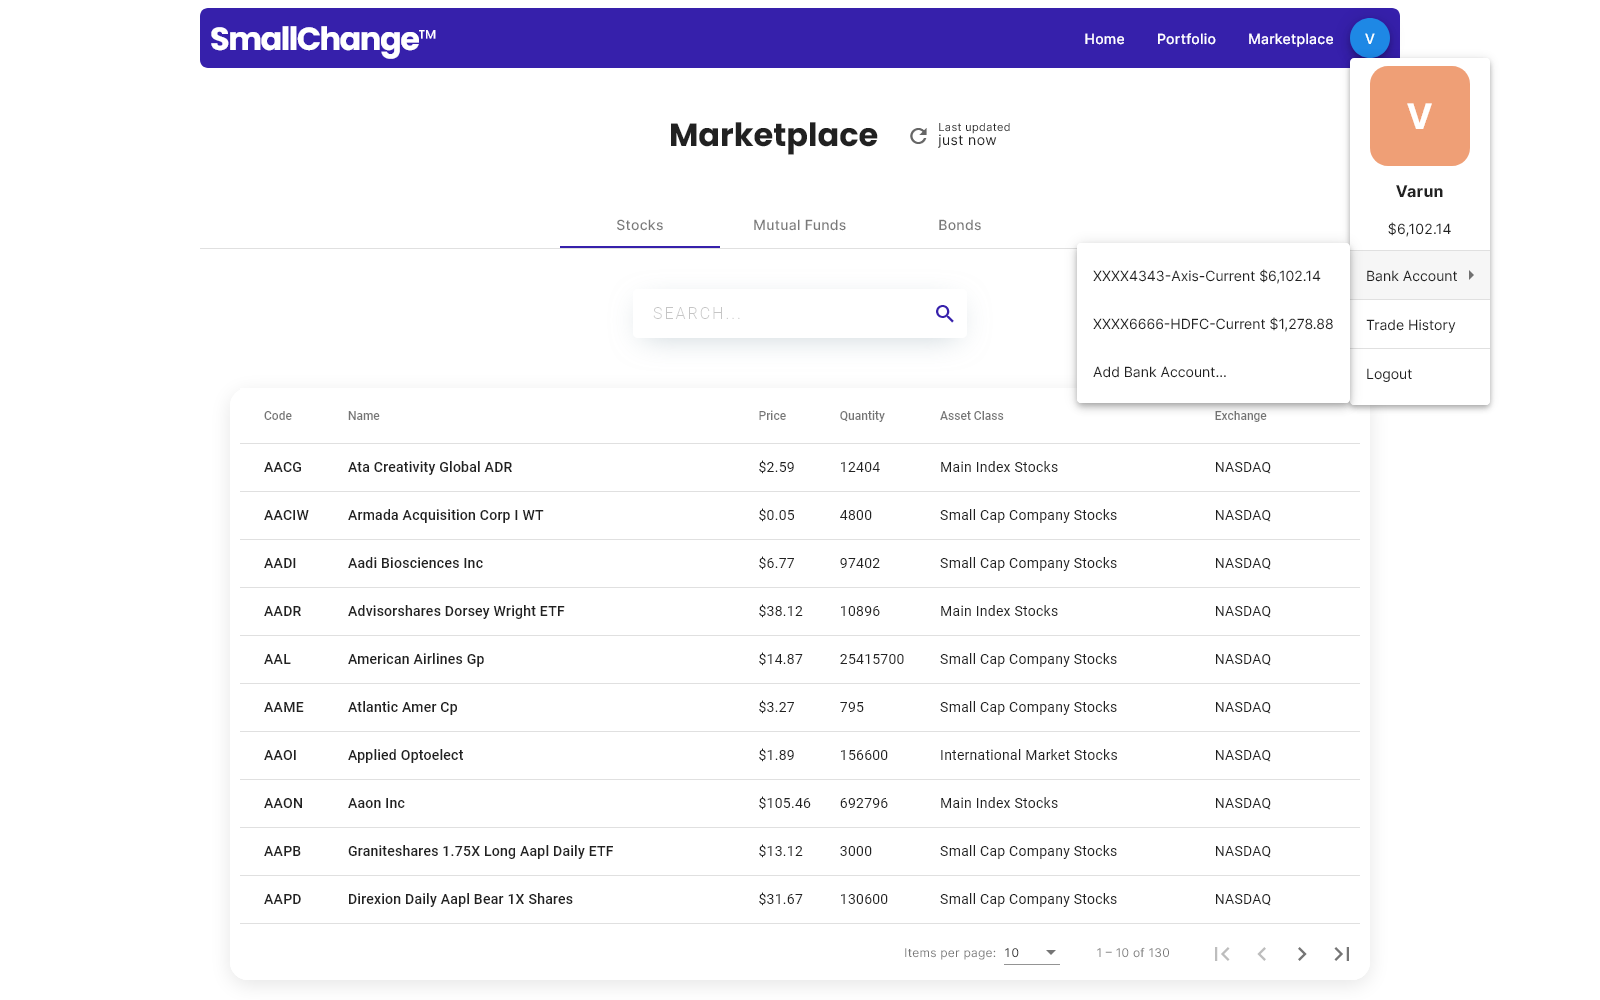 SmallChange™
Home Portfolio Marketplace V
V
Varun
$6,102.14
Bank Account
Trade History
Logout
XXXX4343-Axis-Current $6,102.14
XXXX6666-HDFC-Current $1,278.88
Add Bank Account...
Marketplace
Last updated
just now
Stocks Mutual Funds Bonds
SEARCH...
Code Name Price Quantity Asset Class Exchange
AACG Ata Creativity Global ADR $2.59 12404 Main Index Stocks NASDAQ
AACIW Armada Acquisition Corp I WT $0.05 4800 Small Cap Company Stocks NASDAQ
AADI Aadi Biosciences Inc $6.77 97402 Small Cap Company Stocks NASDAQ
AADR Advisorshares Dorsey Wright ETF $38.12 10896 Main Index Stocks NASDAQ
AAL American Airlines Gp $14.87 25415700 Small Cap Company Stocks NASDAQ
AAME Atlantic Amer Cp $3.27 795 Small Cap Company Stocks NASDAQ
AAOI Applied Optoelect $1.89 156600 International Market Stocks NASDAQ
AAON Aaon Inc $105.46 692796 Main Index Stocks NASDAQ
AAPB Graniteshares 1.75X Long Aapl Daily ETF $13.12 3000 Small Cap Company Stocks NASDAQ
AAPD Direxion Daily Aapl Bear 1X Shares $31.67 130600 Small Cap Company Stocks NASDAQ
Items per page: 10 1 – 10 of 130